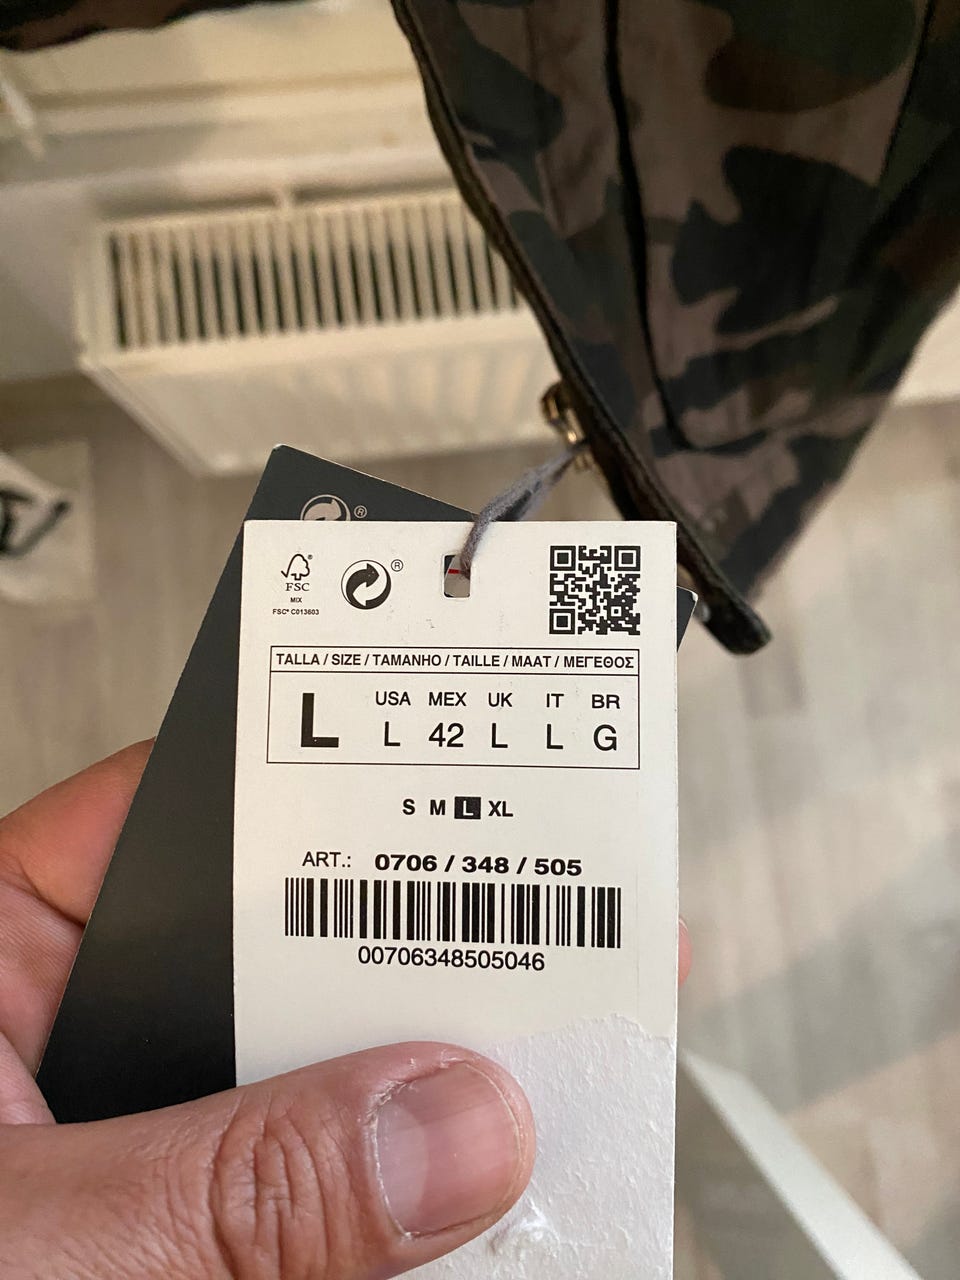 ®
FSC
MIX
FSC® C013603
®
TALLA / SIZE / TAMANHO / TAILLE / MAAT / ΜΕΓΕΘΟΣ
L
USA MEX UK IT BR
L 42 L L G
S M L XL
ART.: 0706 / 348 / 505
00706348505046